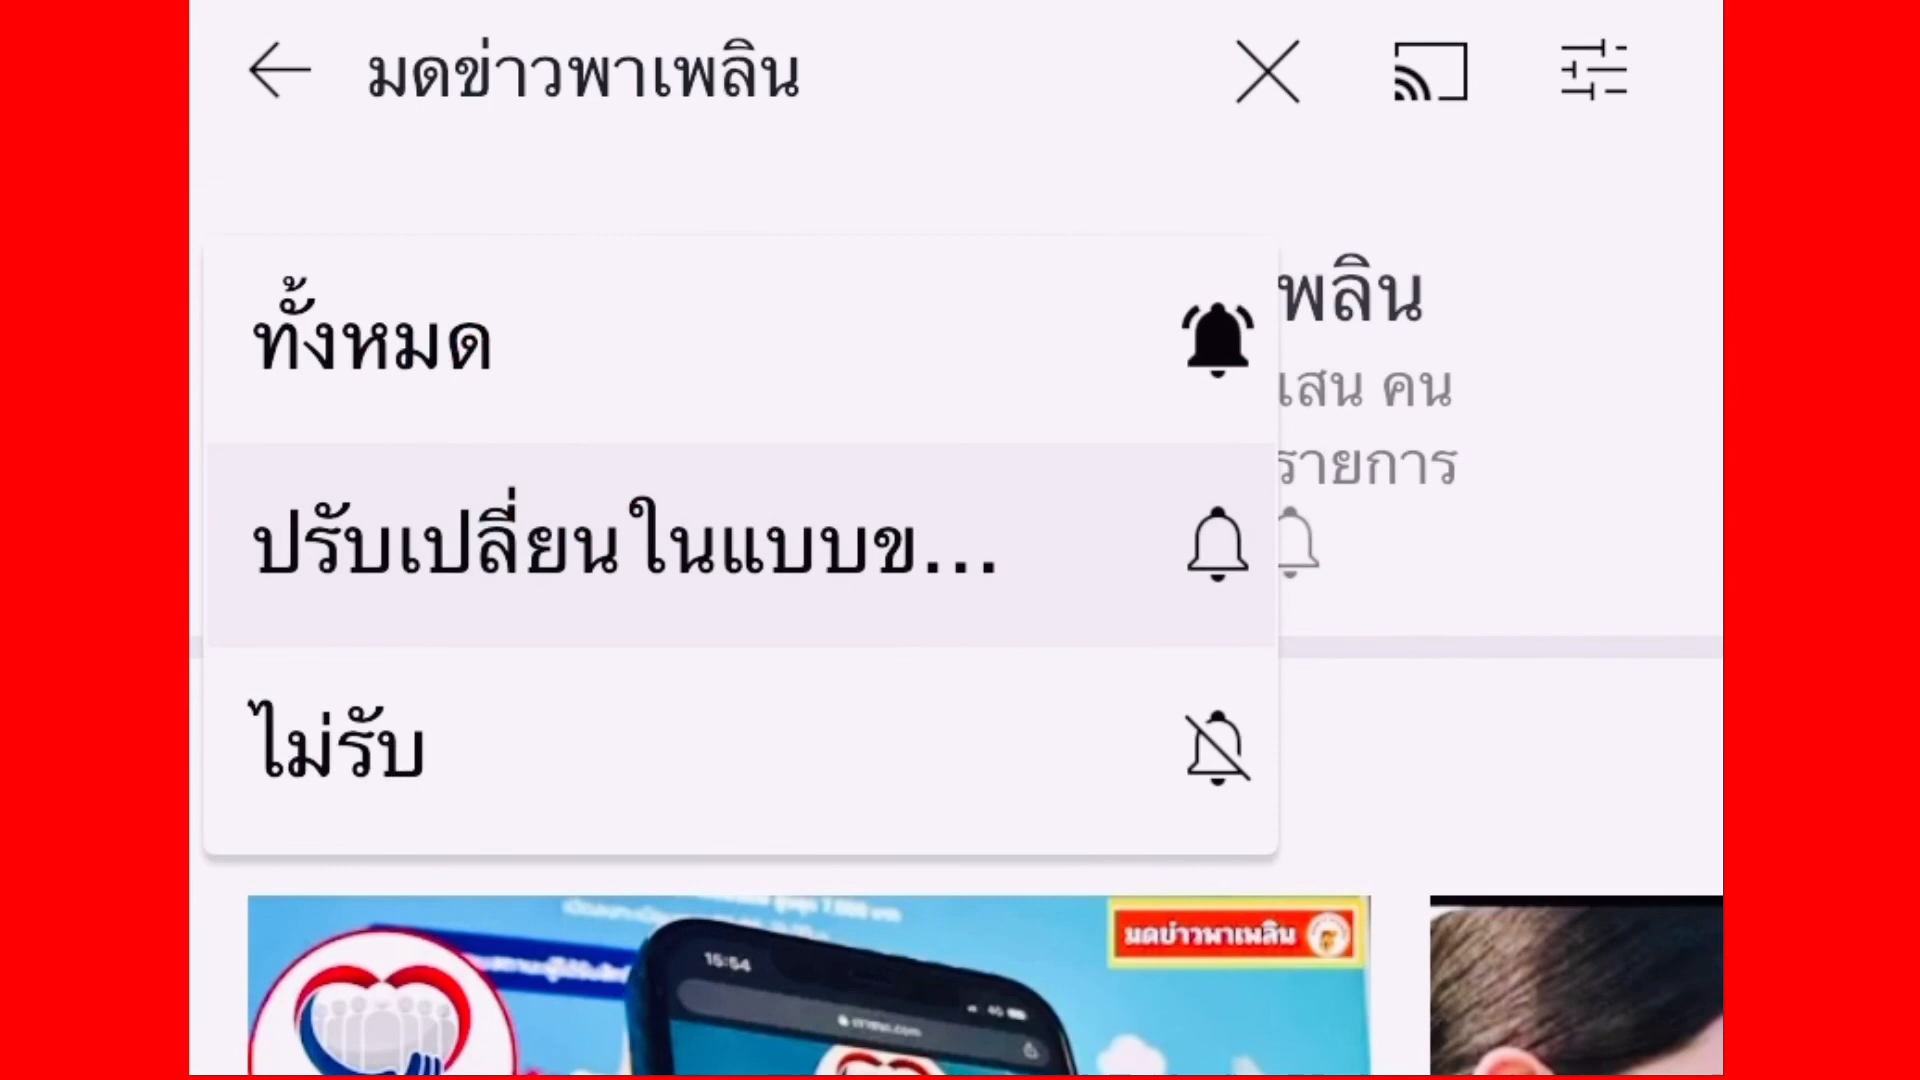 มดข่าวพาเพลิน
ทั้งหมด
พลิน
เสน คน
รายการ
ปรับเปลี่ยนในแบบข...
ไม่รับ
มดข่าวพาเพลิน
15:54
4G